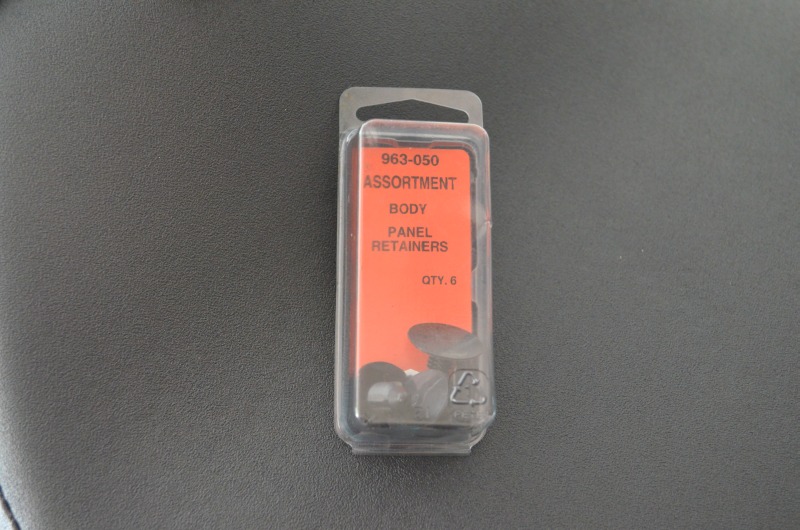 963-050
ASSORTMENT
BODY
PANEL
RETAINERS
QTY. 6